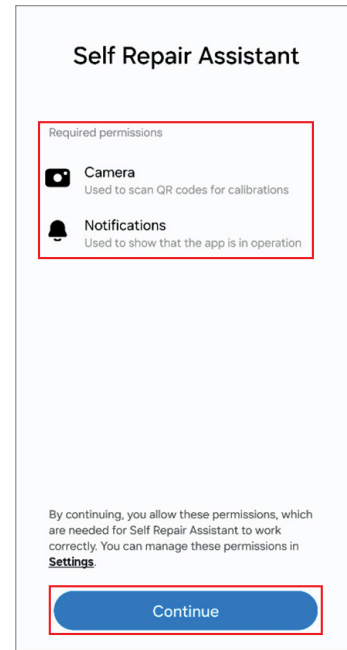 Self Repair Assistant
Required permissions
Camera
Used to scan QR codes for calibrations
Notifications
Used to show that the app is in operation
By continuing, you allow these permissions, which
are needed for Self Repair Assistant to work
correctly. You can manage these permissions in
Settings.
Continue